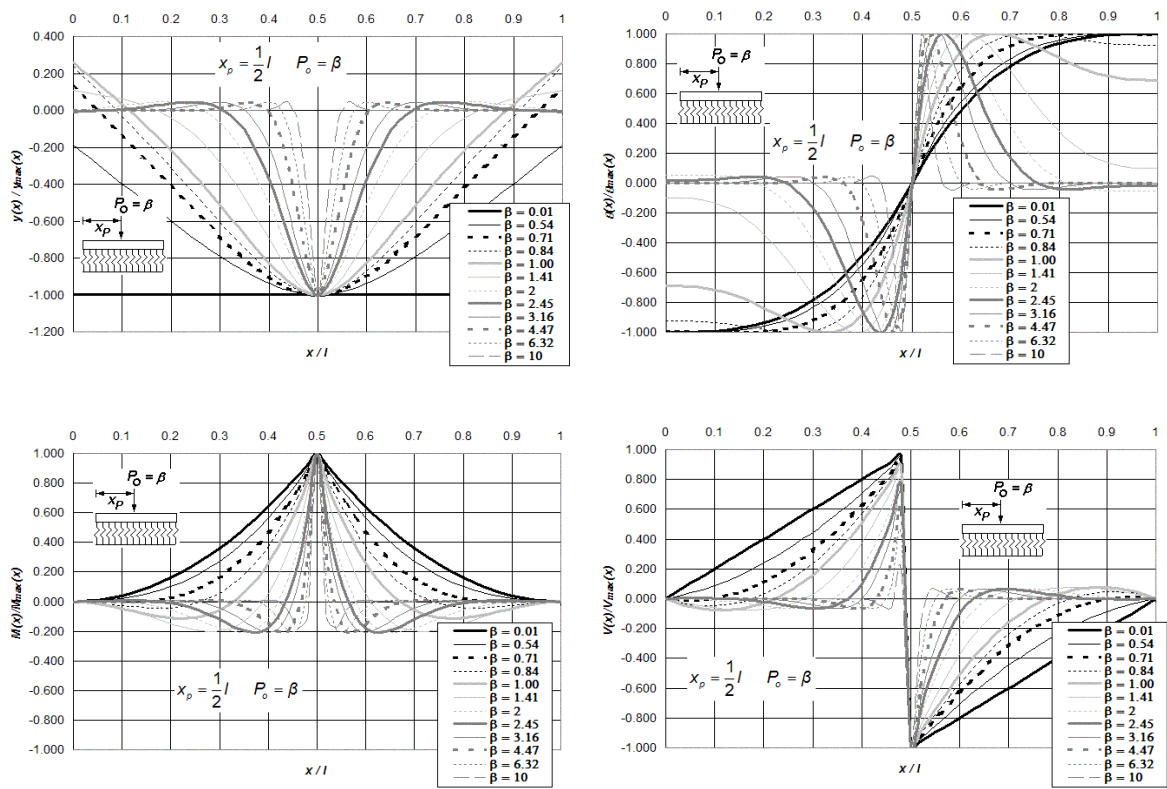 0 0.1 0.2 0.3 0.4 0.5 0.6 0.7 0.8 0.9 1
0.400
0.200
0.000
-0.200
-0.400
-0.600
-0.800
-1.000
-1.200
y(x) / ymax(x)
x / l
xp = 1/2 l Po = β
Po = β
xP
β = 0.01
β = 0.54
β = 0.71
β = 0.84
β = 1.00
β = 1.41
β = 2
β = 2.45
β = 3.16
β = 4.47
β = 6.32
β = 10
0 0.1 0.2 0.3 0.4 0.5 0.6 0.7 0.8 0.9 1
1.000
0.800
0.600
0.400
0.200
0.000
-0.200
-0.400
-0.600
-0.800
-1.000
x / l
Po = β
xP
xp = 1/2 l Po = β
β = 0.01
β = 0.54
β = 0.71
β = 0.84
β = 1.00
β = 1.41
β = 2
β = 2.45
β = 3.16
β = 4.47
β = 6.32
β = 10
0 0.1 0.2 0.3 0.4 0.5 0.6 0.7 0.8 0.9 1
1.000
0.800
0.600
0.400
0.200
0.000
-0.200
-0.400
-0.600
-0.800
-1.000
M(x)/Mmax(x)
x / l
Po = β
xP
xp = 1/2 l Po = β
β = 0.01
β = 0.54
β = 0.71
β = 0.84
β = 1.00
β = 1.41
β = 2
β = 2.45
β = 3.16
β = 4.47
β = 6.32
β = 10
0 0.1 0.2 0.3 0.4 0.5 0.6 0.7 0.8 0.9 1
1.000
0.800
0.600
0.400
0.200
0.000
-0.200
-0.400
-0.600
-0.800
-1.000
V(x)/Vmax(x)
x / l
Po = β
xP
xp = 1/2 l Po = β
β = 0.01
β = 0.54
β = 0.71
β = 0.84
β = 1.00
β = 1.41
β = 2
β = 2.45
β = 3.16
β = 4.47
β = 6.32
β = 10